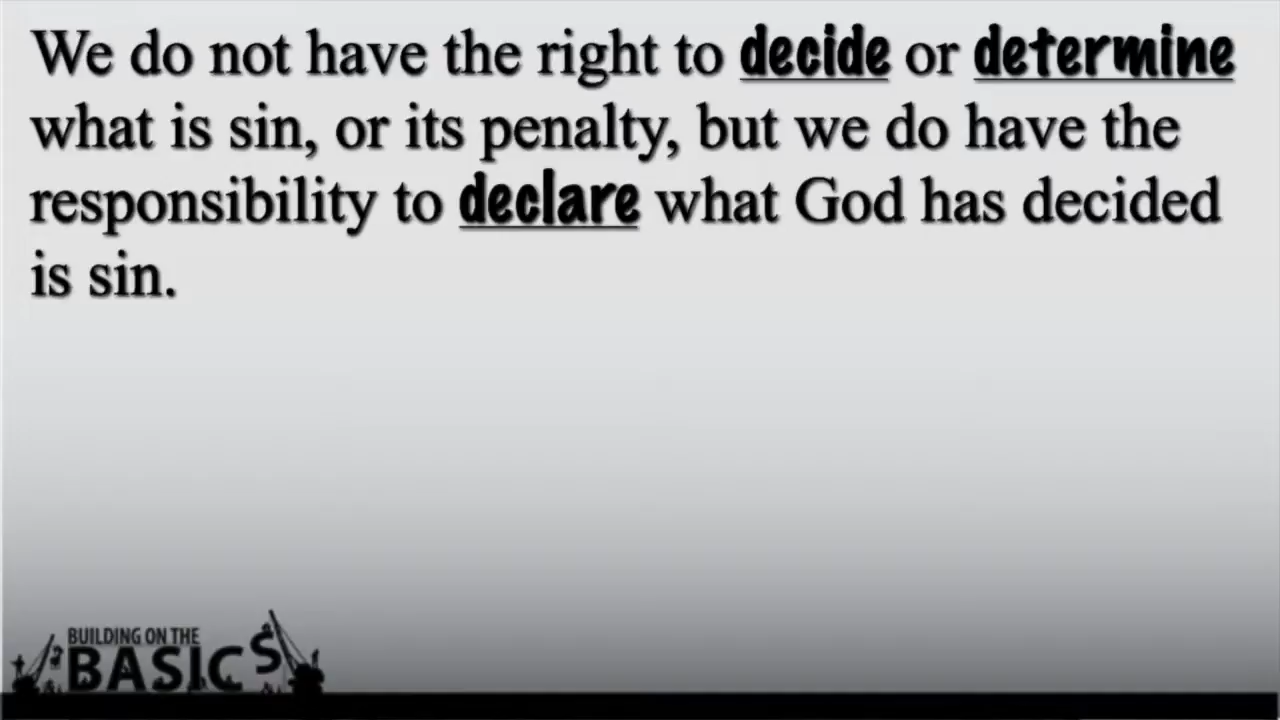 We do not have the right to decide or determine
what is sin, or its penalty, but we do have the
responsibility to declare what God has decided
is sin.
BUILDING ON THE
BASICS